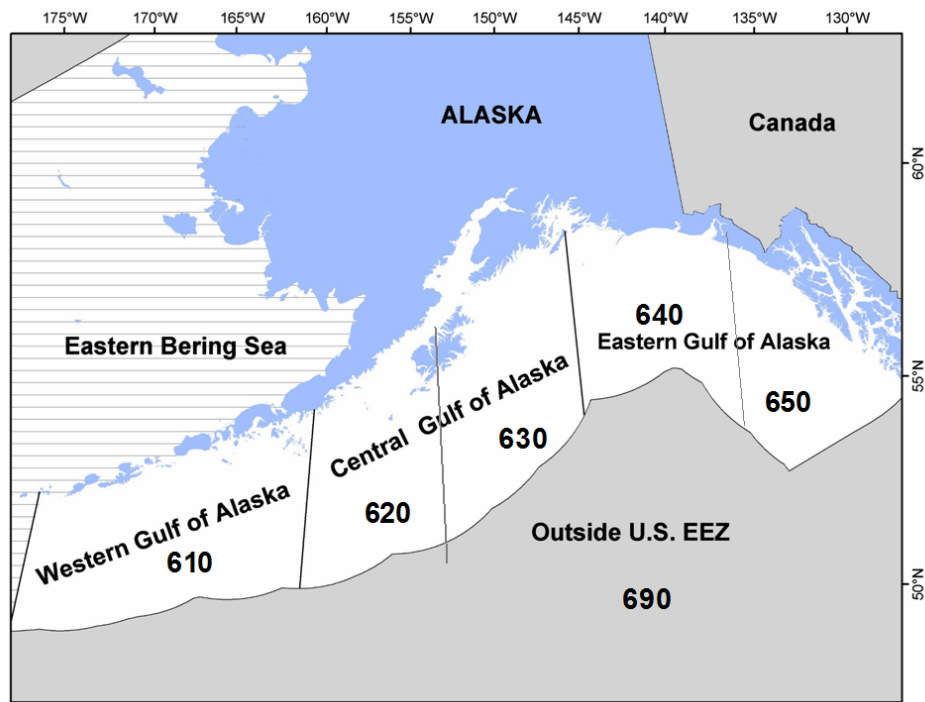 175°W 170°W 165°W 160°W 155°W 150°W 145°W 140°W 135°W 130°W
ALASKA
Canada
60°N
640
Eastern Bering Sea
Eastern Gulf of Alaska
55°N
Central Gulf of Alaska
650
630
620
Western Gulf of Alaska
Outside U.S. EEZ
610
50°N
690